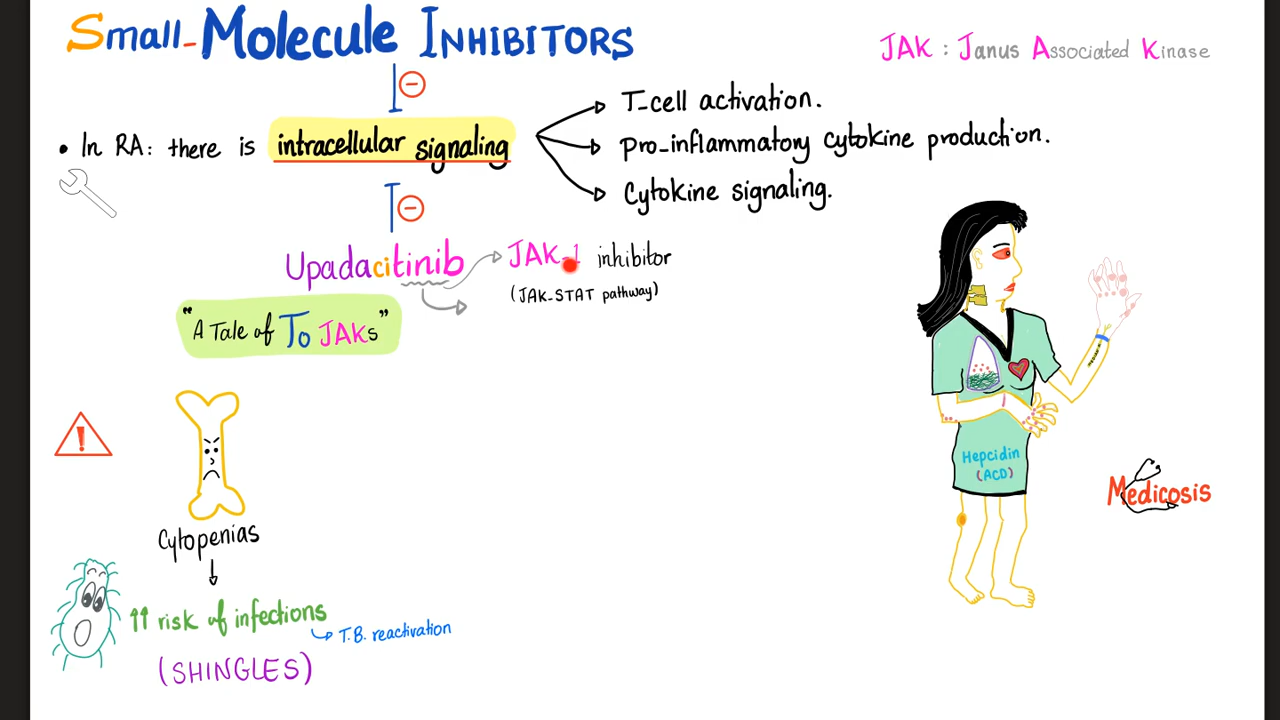 Small-Molecule INHIBITORS
JAK : Janus Associated Kinase
T-cell activation.
• In RA: there is intracellular signaling
Pro-inflammatory cytokine production.
Cytokine signaling.
Upadacitinib
JAK-1 inhibitor
(JAK-STAT pathway)
"A Tale of To JAKs"
!
Hepcidin
(ACD)
Medicosis
Cytopenias
↑↑ risk of infections
T.B. reactivation
(SHINGLES)